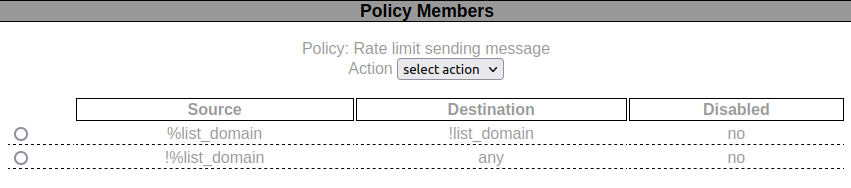 Policy Members
Policy: Rate limit sending message
Action select action
Source Destination Disabled
%list_domain !list_domain no
!%list_domain any no